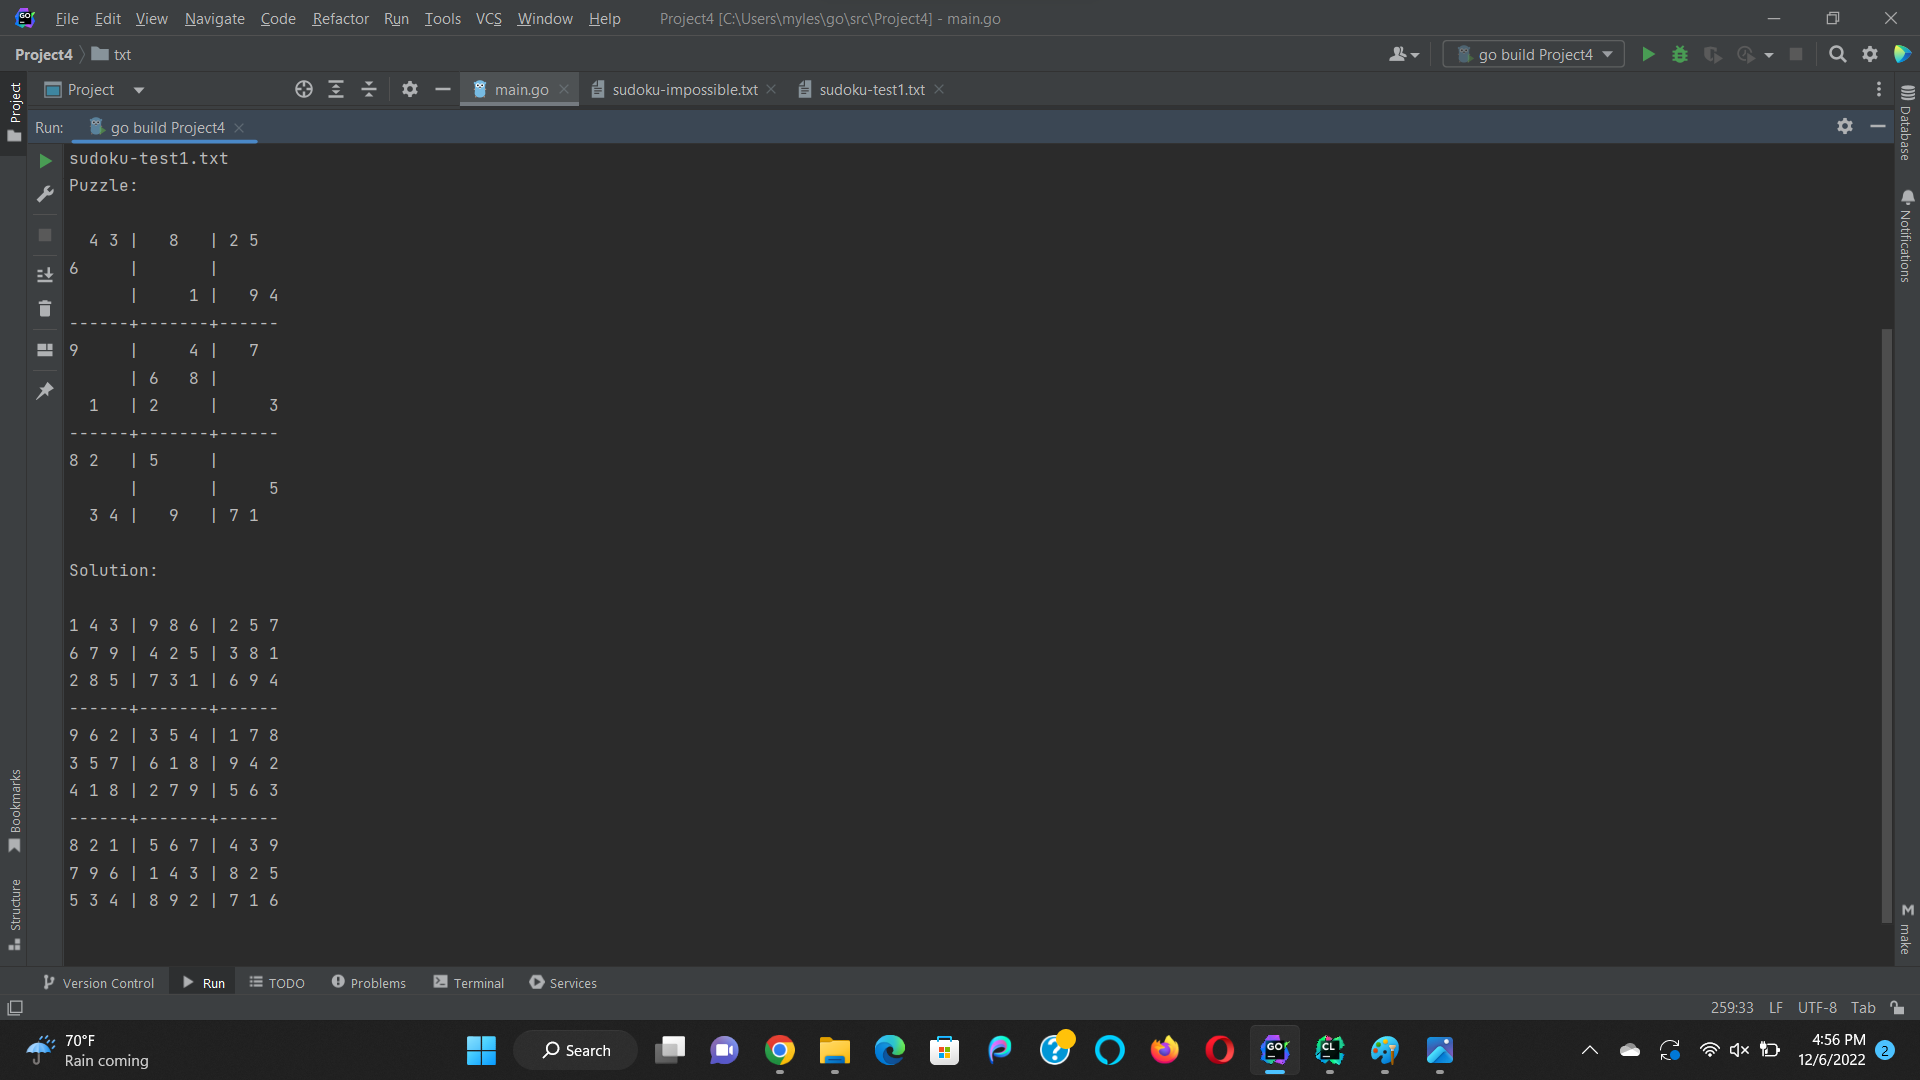 File Edit View Navigate Code Refactor Run Tools VCS Window Help Project4 [C:\Users\myles\go\src\Project4] - main.go
Project4 txt go build Project4
Project main.go sudoku-impossible.txt sudoku-test1.txt
Run: go build Project4
sudoku-test1.txt
Puzzle:
  4 3 |   8   | 2 5
6     |       |
      |     1 |   9 4
------+-------+------
9     |     4 |   7
      | 6   8 |
  1   | 2     |     3
------+-------+------
8 2   | 5     |
      |       |     5
  3 4 |   9   | 7 1
Solution:
1 4 3 | 9 8 6 | 2 5 7
6 7 9 | 4 2 5 | 3 8 1
2 8 5 | 7 3 1 | 6 9 4
------+-------+------
9 6 2 | 3 5 4 | 1 7 8
3 5 7 | 6 1 8 | 9 4 2
4 1 8 | 2 7 9 | 5 6 3
------+-------+------
8 2 1 | 5 6 7 | 4 3 9
7 9 6 | 1 4 3 | 8 2 5
5 3 4 | 8 9 2 | 7 1 6
Project
Bookmarks
Structure
Database
Notifications
M
make
Version Control Run TODO Problems Terminal Services
259:33 LF UTF-8 Tab
70°F
Rain coming
Search
GO
CL
4:56 PM
12/6/2022
2